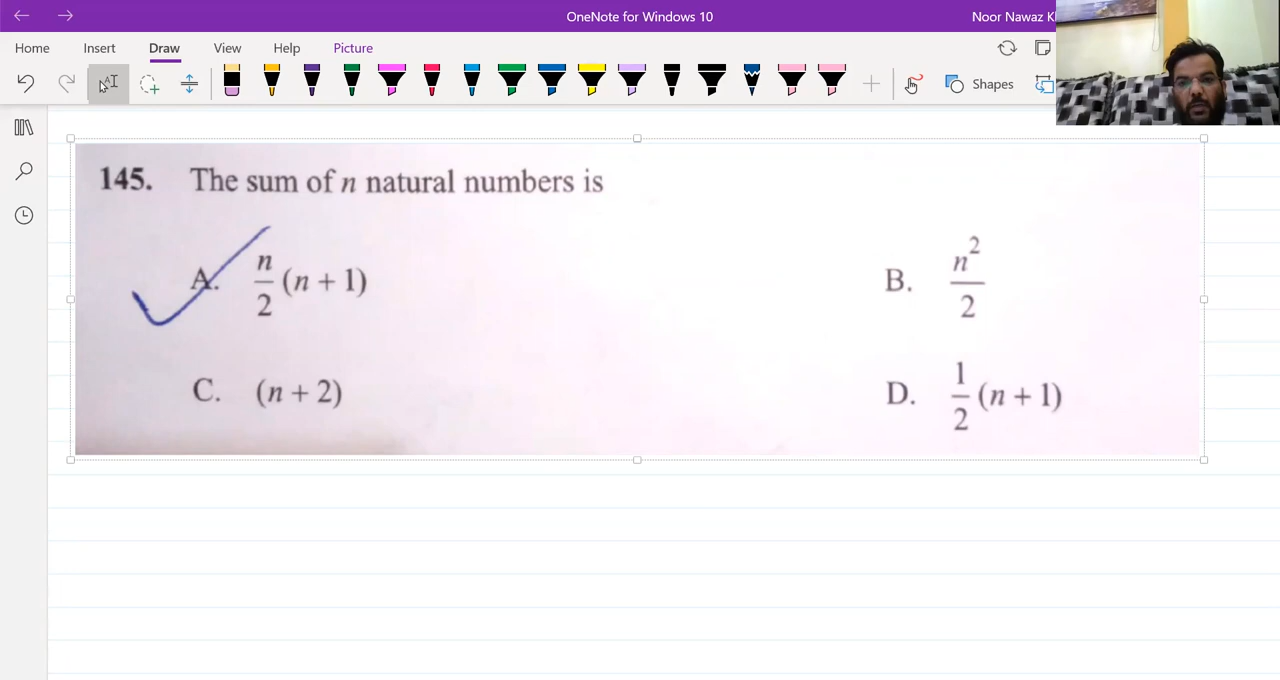 OneNote for Windows 10
Noor Nawaz K
Home Insert Draw View Help Picture
Shapes
145. The sum of n natural numbers is
A. n/2 (n + 1)
B. n²/2
C. (n + 2)
D. 1/2 (n + 1)